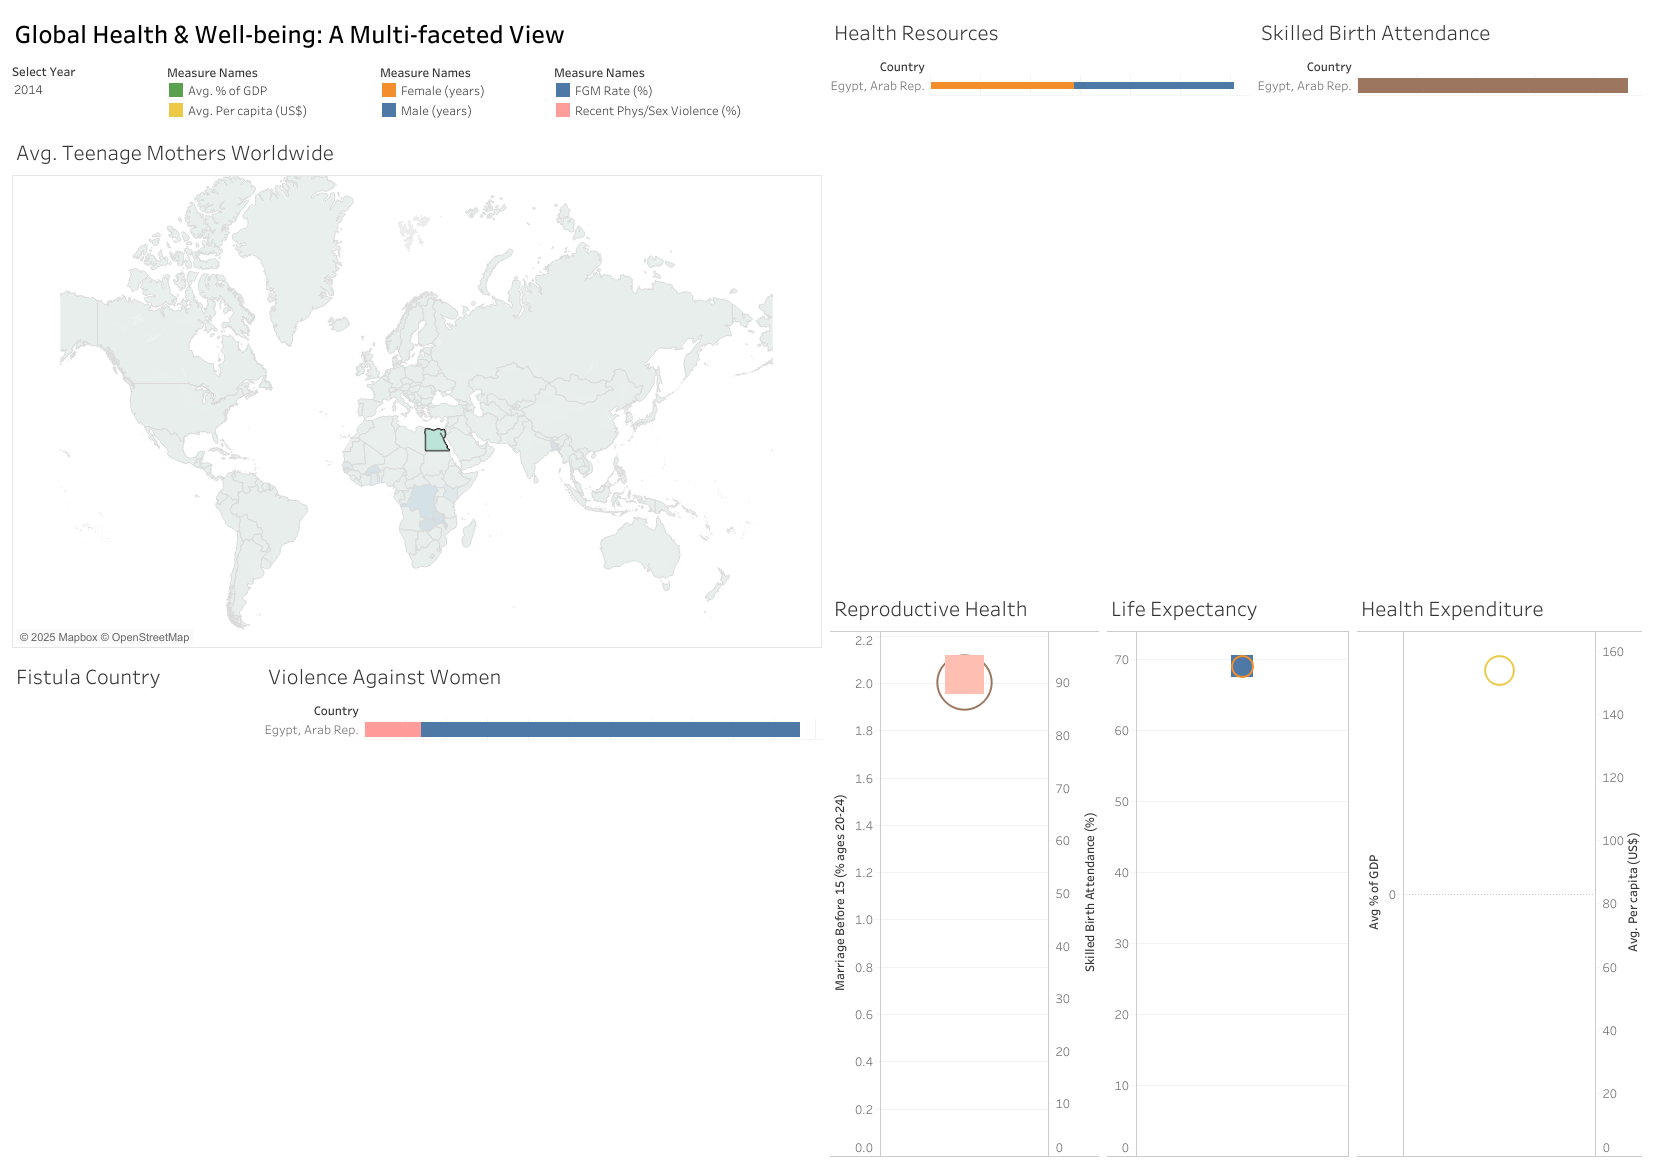 Global Health & Well-being: A Multi-faceted View
Select Year
2014
Measure Names
Avg. % of GDP
Avg. Per capita (US$)
Measure Names
Female (years)
Male (years)
Measure Names
FGM Rate (%)
Recent Phys/Sex Violence (%)
Health Resources
Country
Egypt, Arab Rep.
Skilled Birth Attendance
Country
Egypt, Arab Rep.
Avg. Teenage Mothers Worldwide
© 2025 Mapbox © OpenStreetMap
Fistula Country
Violence Against Women
Country
Egypt, Arab Rep.
Reproductive Health
Marriage Before 15 (% ages 20-24)
2.2
2.0
1.8
1.6
1.4
1.2
1.0
0.8
0.6
0.4
0.2
0.0
90
80
70
60
50
40
30
20
10
0
Skilled Birth Attendance (%)
Life Expectancy
70
60
50
40
30
20
10
0
Health Expenditure
Avg % of GDP
0
160
140
120
100
80
60
40
20
0
Avg. Per capita (US$)